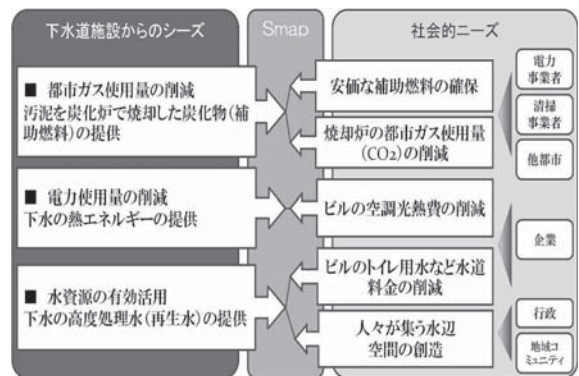 下水道施設からのシーズ
Smap
社会的ニーズ
■ 都市ガス使用量の削減
汚泥を炭化炉で焼却した炭化物(補
助燃料)の提供
■ 電力使用量の削減
下水の熱エネルギーの提供
■ 水資源の有効活用
下水の高度処理水(再生水)の提供
安価な補助燃料の確保
焼却炉の都市ガス使用量
(CO₂)の削減
ビルの空調光熱費の削減
ビルのトイレ用水など水道
料金の削減
人々が集う水辺
空間の創造
電力
事業者
清掃
事業者
他都市
企業
行政
地域コ
ミュニティ